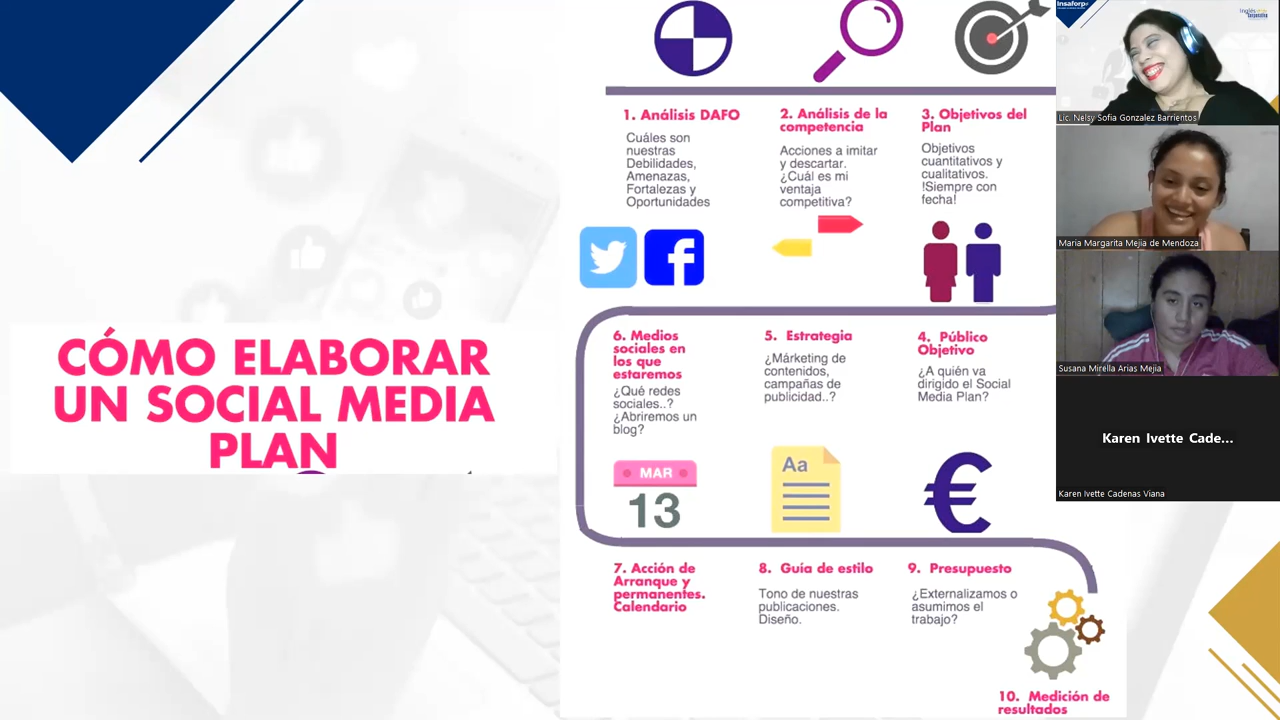 CÓMO ELABORAR
UN SOCIAL MEDIA
PLAN
1. Análisis DAFO
Cuáles son
nuestras
Debilidades,
Amenazas,
Fortalezas y
Oportunidades
2. Análisis de la
competencia
Acciones a imitar
y descartar.
¿Cuál es mi
ventaja
competitiva?
3. Objetivos del
Plan
Objetivos
cuantitativos y
cualitativos.
!Siempre con
fecha!
6. Medios
sociales en
los que
estaremos
¿Qué redes
sociales..?
¿Abriremos un
blog?
5. Estrategia
¿Márketing de
contenidos,
campañas de
publicidad..?
4. Público
Objetivo
¿A quién va
dirigido el Social
Media Plan?
MAR
13
Aa
€
7. Acción de
Arranque y
permanentes.
Calendario
8. Guía de estilo
Tono de nuestras
publicaciones.
Diseño.
9. Presupuesto
¿Externalizamos o
asumimos el
trabajo?
10. Medición de
resultados
Insaforp
Lic. Nelsy Sofia Gonzalez Barrientos
Maria Margarita Mejia de Mendoza
Susana Mirella Arias Mejia
Karen Ivette Cade...
Karen Ivette Cadenas Viana